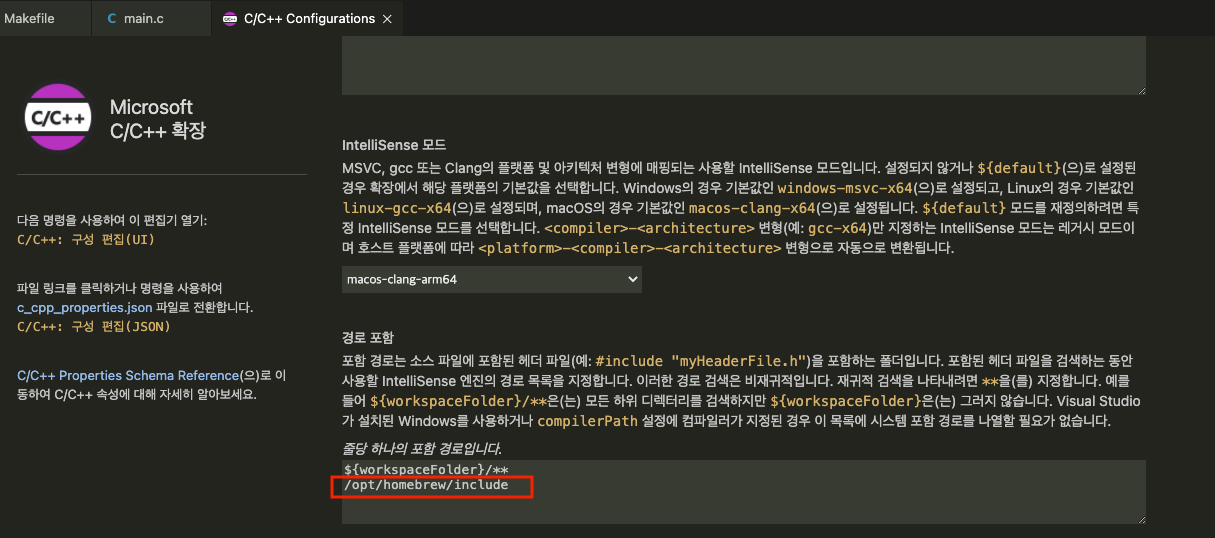 Makefile
C main.c
C/C++ Configurations ×
C/C++
Microsoft
C/C++ 확장
다음 명령을 사용하여 이 편집기 열기:
C/C++: 구성 편집(UI)
파일 링크를 클릭하거나 명령을 사용하여
c_cpp_properties.json 파일로 전환합니다.
C/C++: 구성 편집(JSON)
C/C++ Properties Schema Reference(으)로 이
동하여 C/C++ 속성에 대해 자세히 알아보세요.
IntelliSense 모드
MSVC, gcc 또는 Clang의 플랫폼 및 아키텍처 변형에 매핑되는 사용할 IntelliSense 모드입니다. 설정되지 않거나 ${default}(으)로 설정된
경우 확장에서 해당 플랫폼의 기본값을 선택합니다. Windows의 경우 기본값인 windows-msvc-x64(으)로 설정되고, Linux의 경우 기본값인
linux-gcc-x64(으)로 설정되며, macOS의 경우 기본값인 macos-clang-x64(으)로 설정됩니다. ${default} 모드를 재정의하려면 특
정 IntelliSense 모드를 선택합니다. <compiler>-<architecture> 변형(예: gcc-x64)만 지정하는 IntelliSense 모드는 레거시 모드이
며 호스트 플랫폼에 따라 <platform>-<compiler>-<architecture> 변형으로 자동으로 변환됩니다.
macos-clang-arm64
경로 포함
포함 경로는 소스 파일에 포함된 헤더 파일(예: #include "myHeaderFile.h")을 포함하는 폴더입니다. 포함된 헤더 파일을 검색하는 동안
사용할 IntelliSense 엔진의 경로 목록을 지정합니다. 이러한 경로 검색은 비재귀적입니다. 재귀적 검색을 나타내려면 **을(를) 지정합니다. 예를
들어 ${workspaceFolder}/**은(는) 모든 하위 디렉터리를 검색하지만 ${workspaceFolder}은(는) 그러지 않습니다. Visual Studio
가 설치된 Windows를 사용하거나 compilerPath 설정에 컴파일러가 지정된 경우 이 목록에 시스템 포함 경로를 나열할 필요가 없습니다.
줄당 하나의 포함 경로입니다.
${workspaceFolder}/**
/opt/homebrew/include